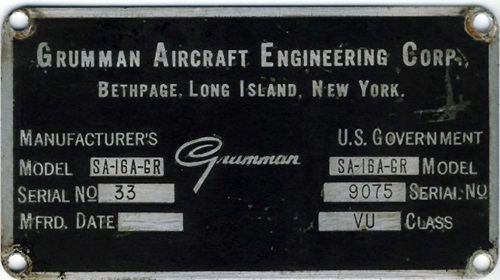 GRUMMAN AIRCRAFT ENGINEERING CORP.,
BETHPAGE, LONG ISLAND, NEW YORK.
MANUFACTURER'S U.S. GOVERNMENT
MODEL SA-16A-GR Grumman SA-16A-GR MODEL
SERIAL NO 33 9075 SERIAL NO
MFRD. DATE VU CLASS